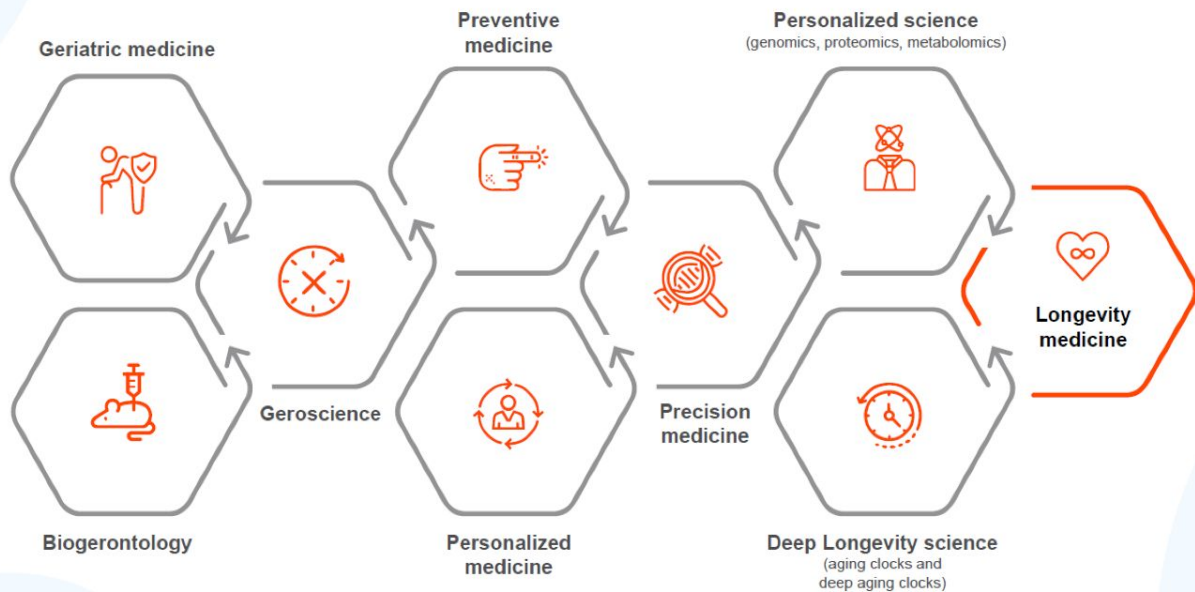 Geriatric medicine
Preventive
medicine
Personalized science
(genomics, proteomics, metabolomics)
Geroscience
Precision
medicine
Longevity
medicine
Biogerontology
Personalized
medicine
Deep Longevity science
(aging clocks and
deep aging clocks)